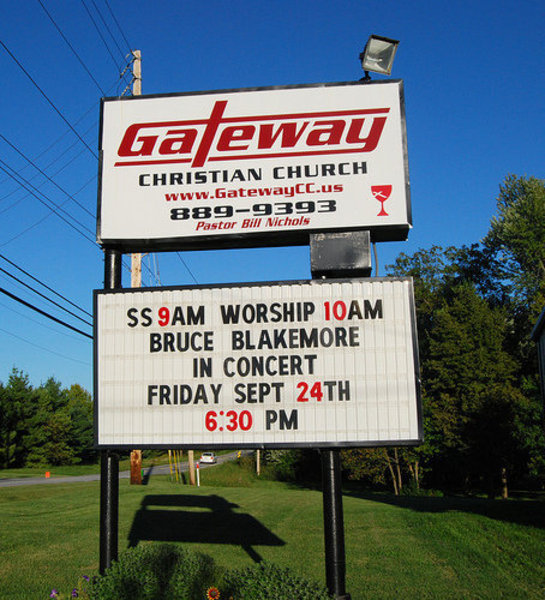 Gateway
CHRISTIAN CHURCH
www.GatewayCC.us
889-9393
Pastor Bill Nichols
SS 9AM WORSHIP 10AM
BRUCE BLAKEMORE
IN CONCERT
FRIDAY SEPT 24TH
6:30 PM